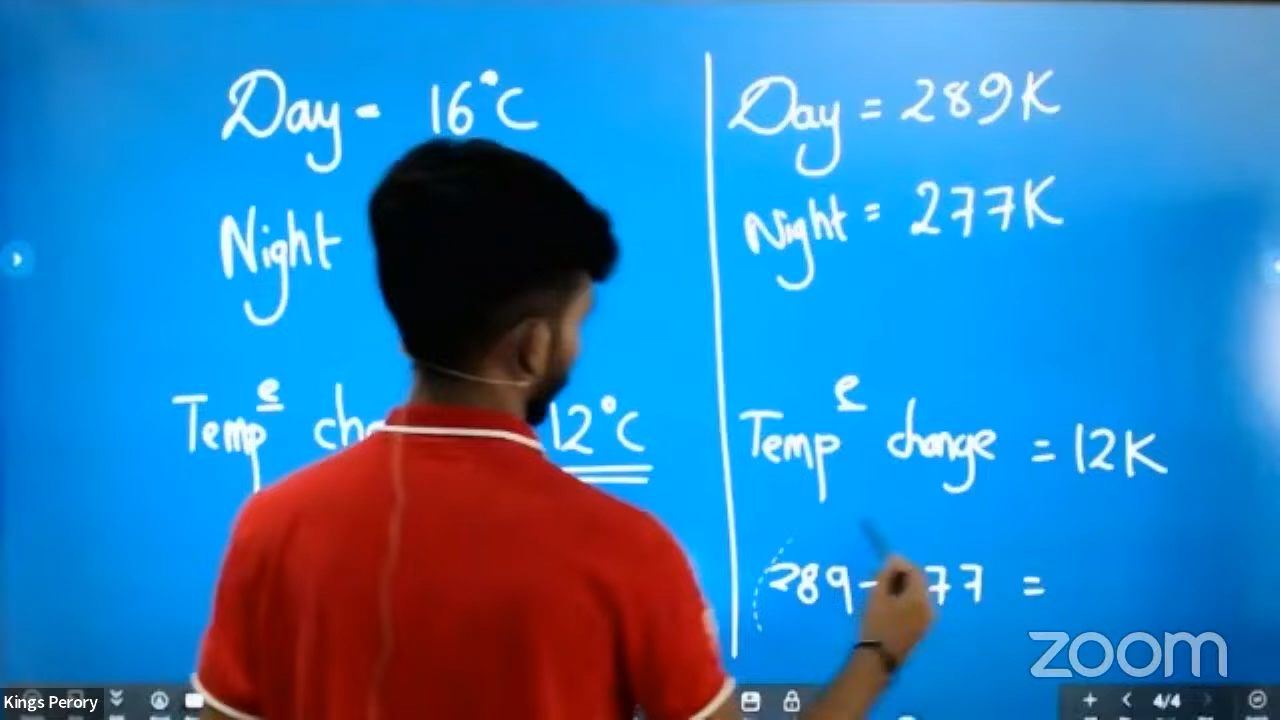 Day = 16°C
Night
Temp e 12°C
Day = 289K
Night = 277K
Temp e change = 12K
289 - 77 =
zoom
Kings Perory
4/4